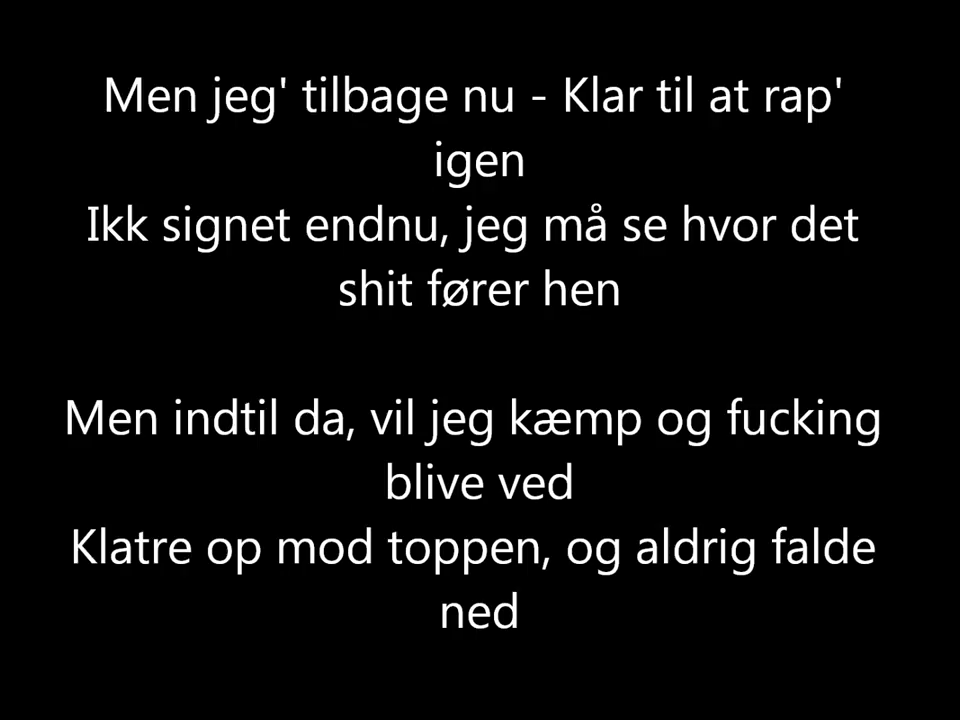 Men jeg' tilbage nu - Klar til at rap'
igen
Ikk signet endnu, jeg må se hvor det
shit fører hen
Men indtil da, vil jeg kæmp og fucking
blive ved
Klatre op mod toppen, og aldrig falde
ned